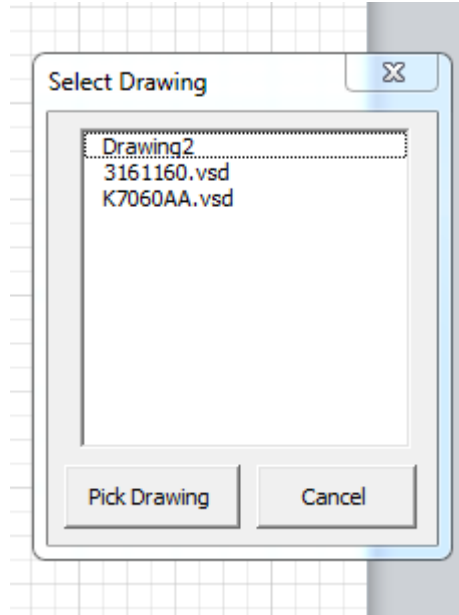 Select Drawing
Drawing2
3161160.vsd
K7060AA.vsd
Pick Drawing Cancel